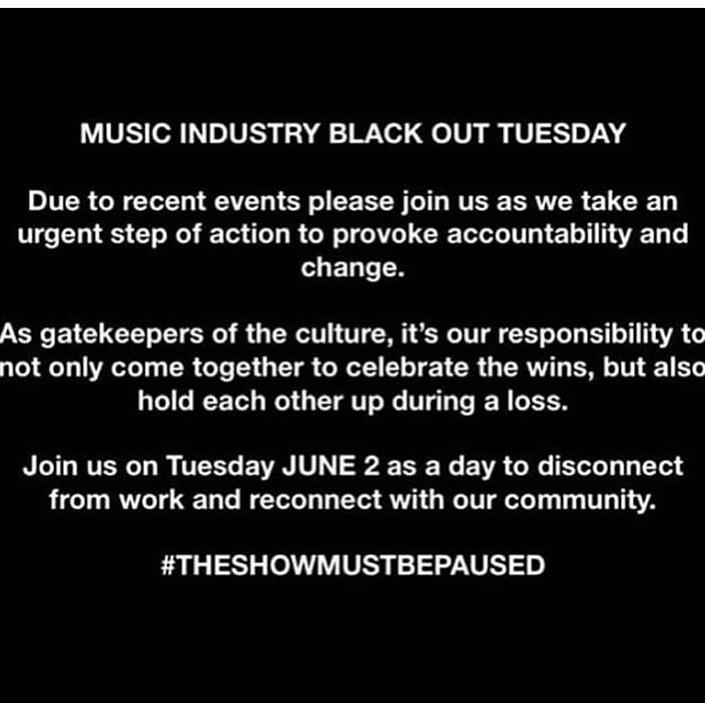 MUSIC INDUSTRY BLACK OUT TUESDAY
Due to recent events please join us as we take an
urgent step of action to provoke accountability and
change.
As gatekeepers of the culture, it's our responsibility to
not only come together to celebrate the wins, but also
hold each other up during a loss.
Join us on Tuesday JUNE 2 as a day to disconnect
from work and reconnect with our community.
#THESHOWMUSTBEPAUSED